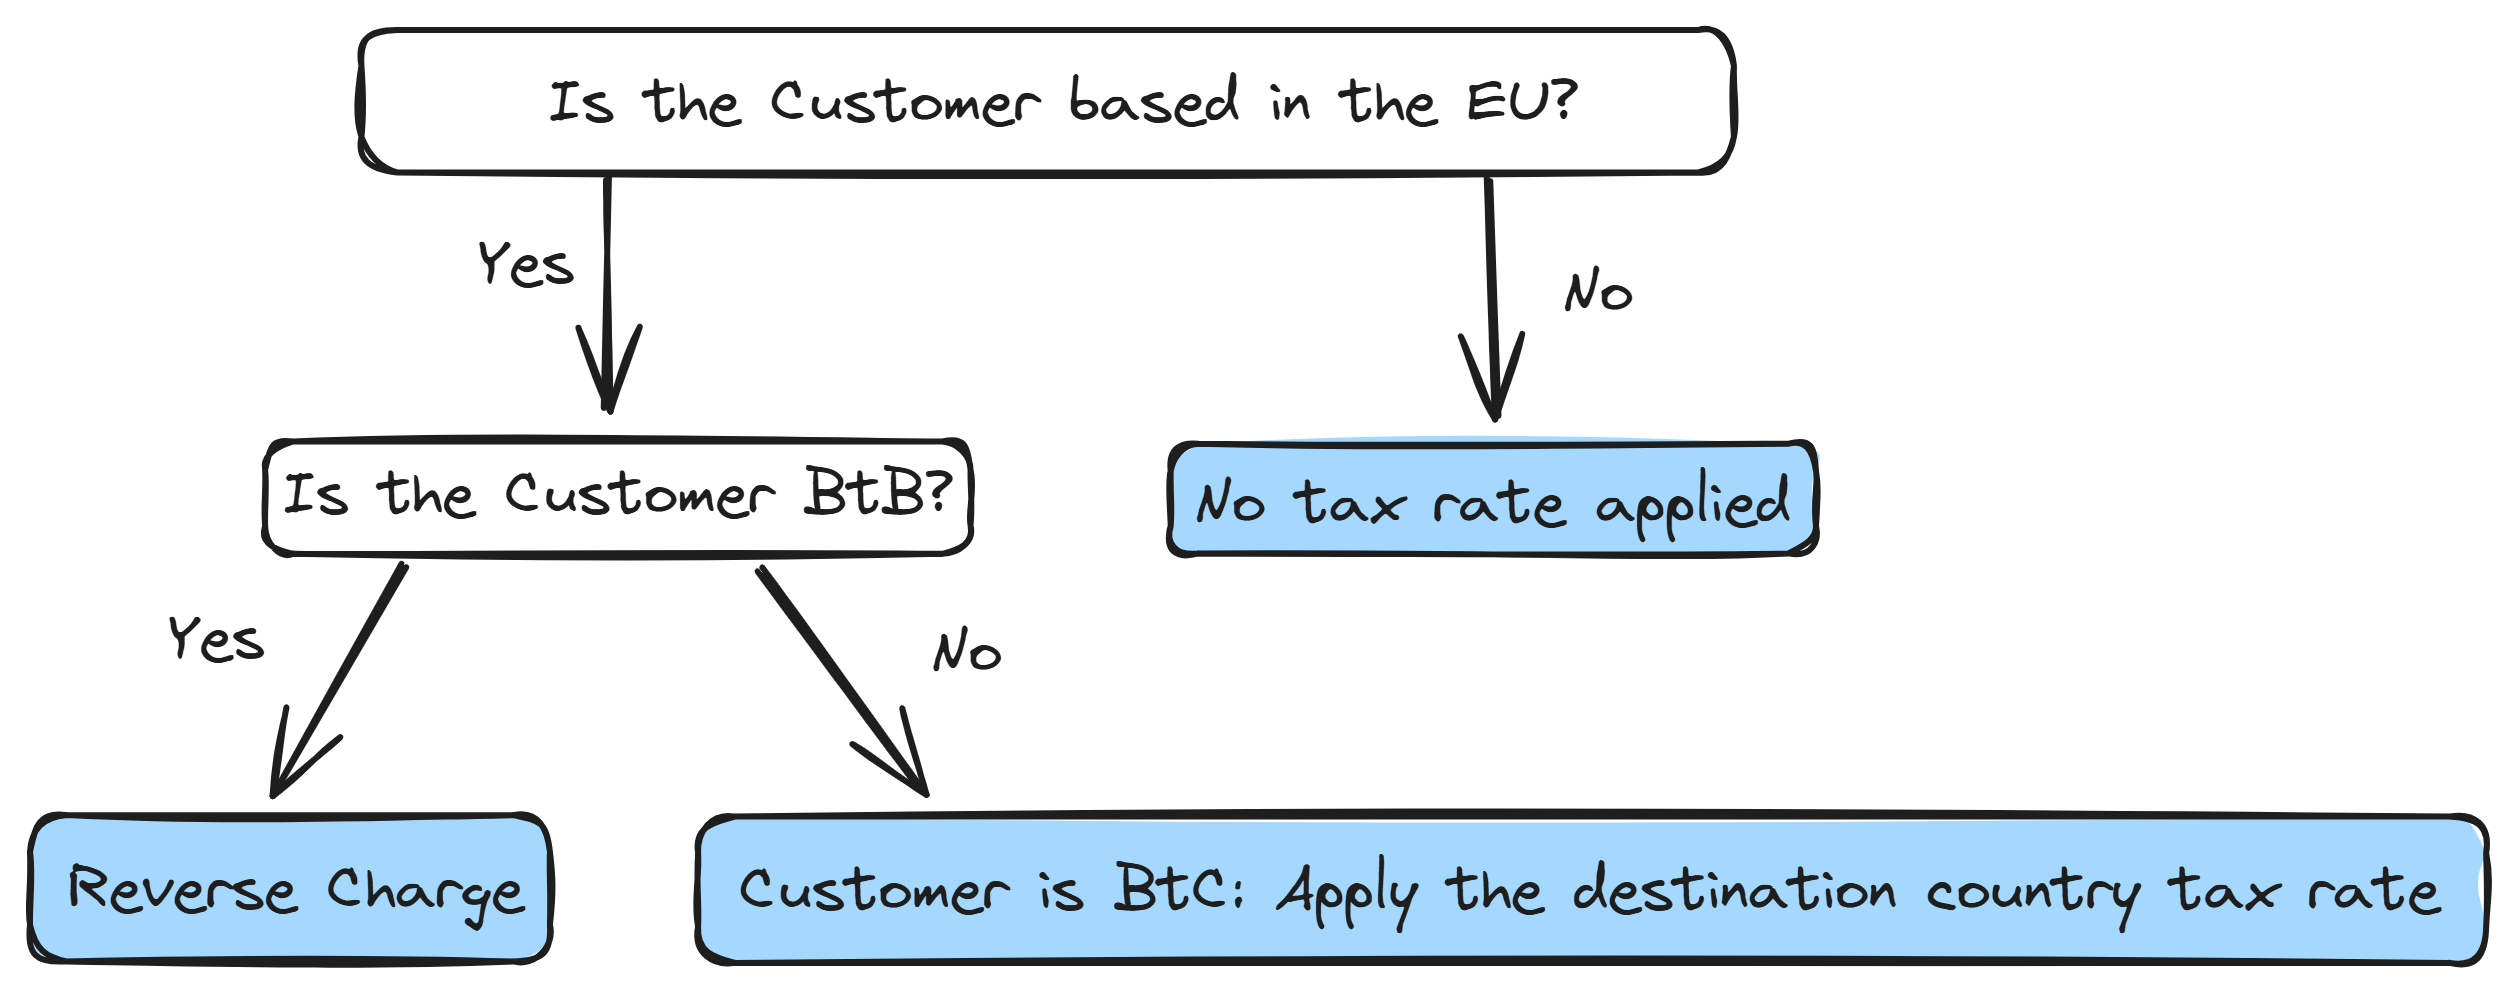 Is the Customer based in the EU?
Yes
No
Is the Customer BtB?
No tax rate applied
Yes
No
Reverse Charge
Customer is Btc: Apply the destination country tax rate